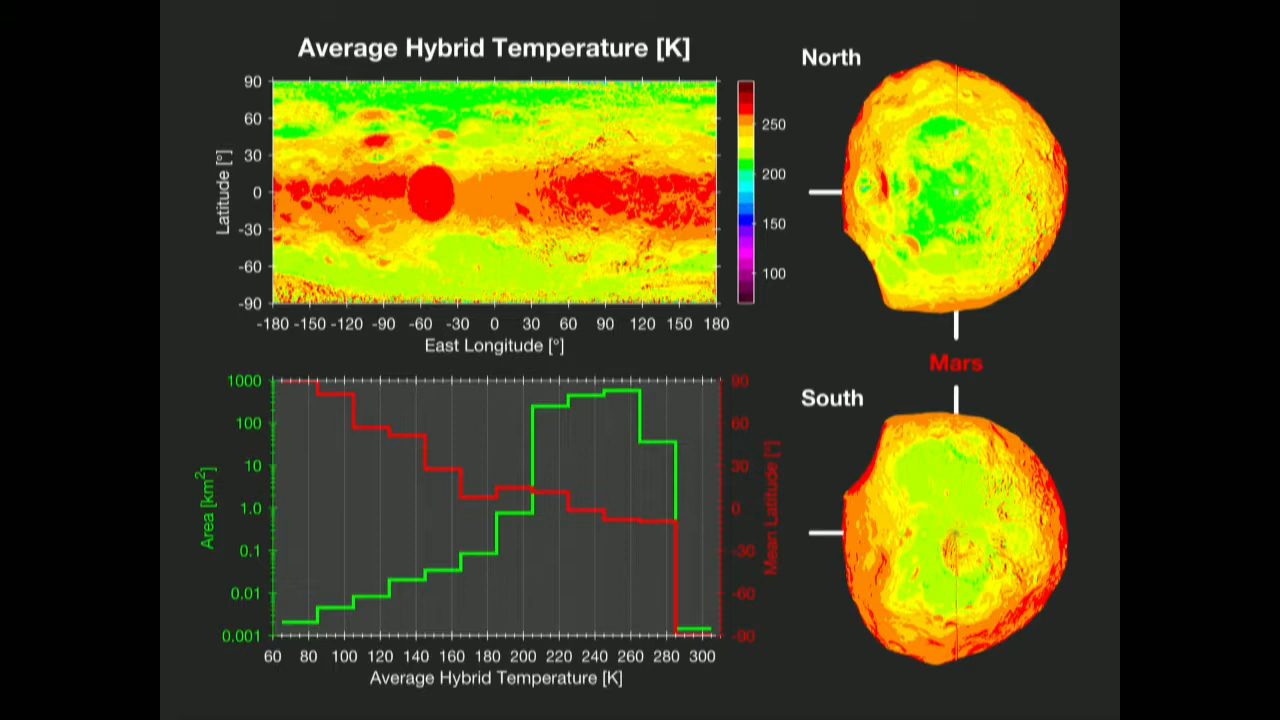 Average Hybrid Temperature [K]
North
90
60
30
0
-30
-60
-90
Latitude [°]
-180 -150 -120 -90 -60 -30 0 30 60 90 120 150 180
East Longitude [°]
250
200
150
100
Mars
South
1000
100
10
1.0
0.1
0.01
0.001
Area [km²]
90
60
30
0
-30
-60
-90
Mean Latitude [°]
60 80 100 120 140 160 180 200 220 240 260 280 300
Average Hybrid Temperature [K]